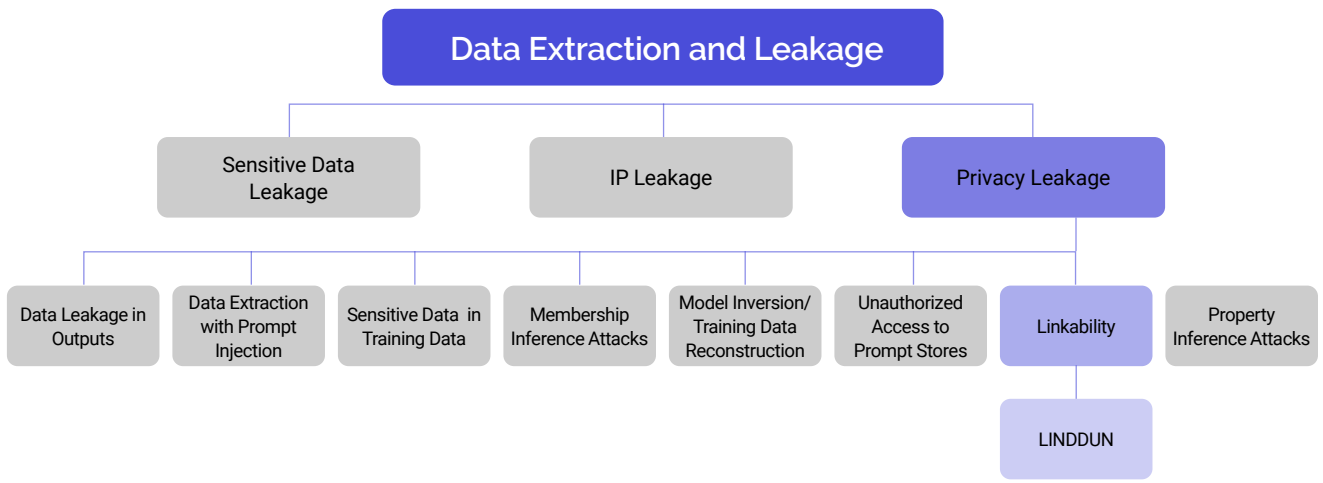 Data Extraction and Leakage
Sensitive Data
Leakage
IP Leakage
Privacy Leakage
Data Leakage in
Outputs
Data Extraction
with Prompt
Injection
Sensitive Data in
Training Data
Membership
Inference Attacks
Model Inversion/
Training Data
Reconstruction
Unauthorized
Access to
Prompt Stores
Linkability
Property
Inference Attacks
LINDDUN